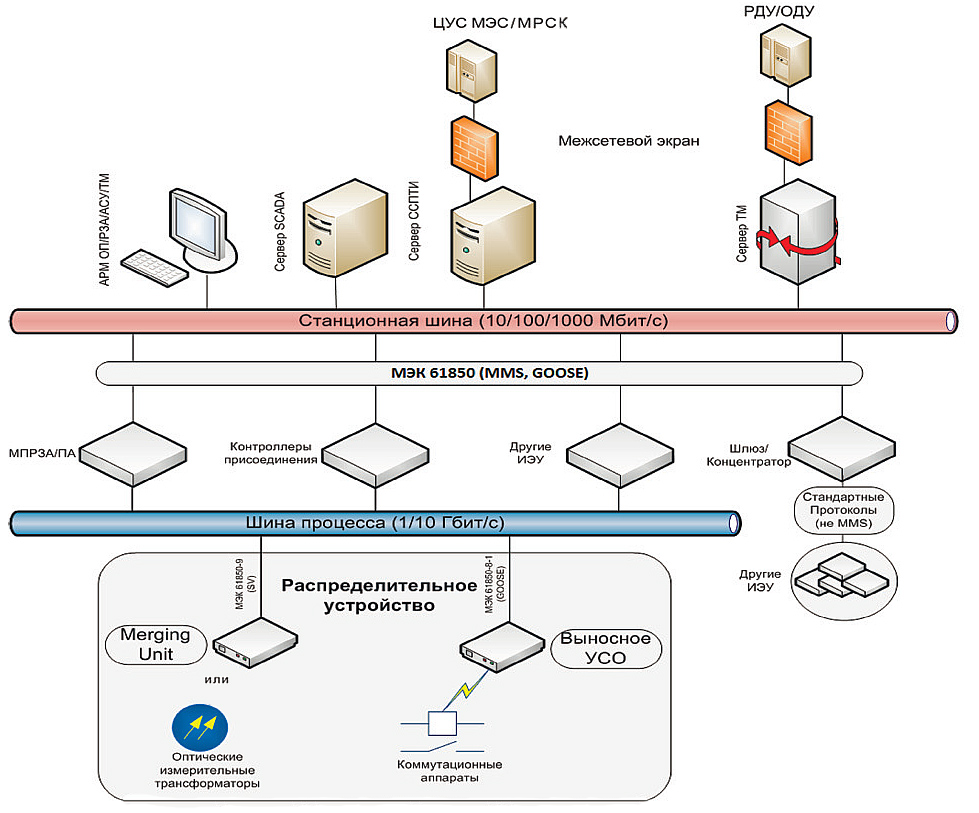 ЦУС МЭС/МРСК
РДУ/ОДУ
Межсетевой экран
АРМ ОП/РЗА/АСУ/ТМ
Сервер SCADA
Сервер ССПТИ
Сервер ТМ
Станционная шина (10/100/1000 Мбит/с)
МЭК 61850 (MMS, GOOSE)
МПРЗА/ПА
Контроллеры
присоединения
Другие
ИЭУ
Шлюз/
Концентратор
Стандартные
Протоколы
(не MMS)
Шина процесса (1/10 Гбит/с)
Другие
ИЭУ
МЭК 61850-9
(SV)
Распределительное
устройство
МЭК 61850-8-1
(GOOSE)
Merging
Unit
Выносное
УСО
или
Оптические
измерительные
трансформаторы
Коммутационные
аппараты